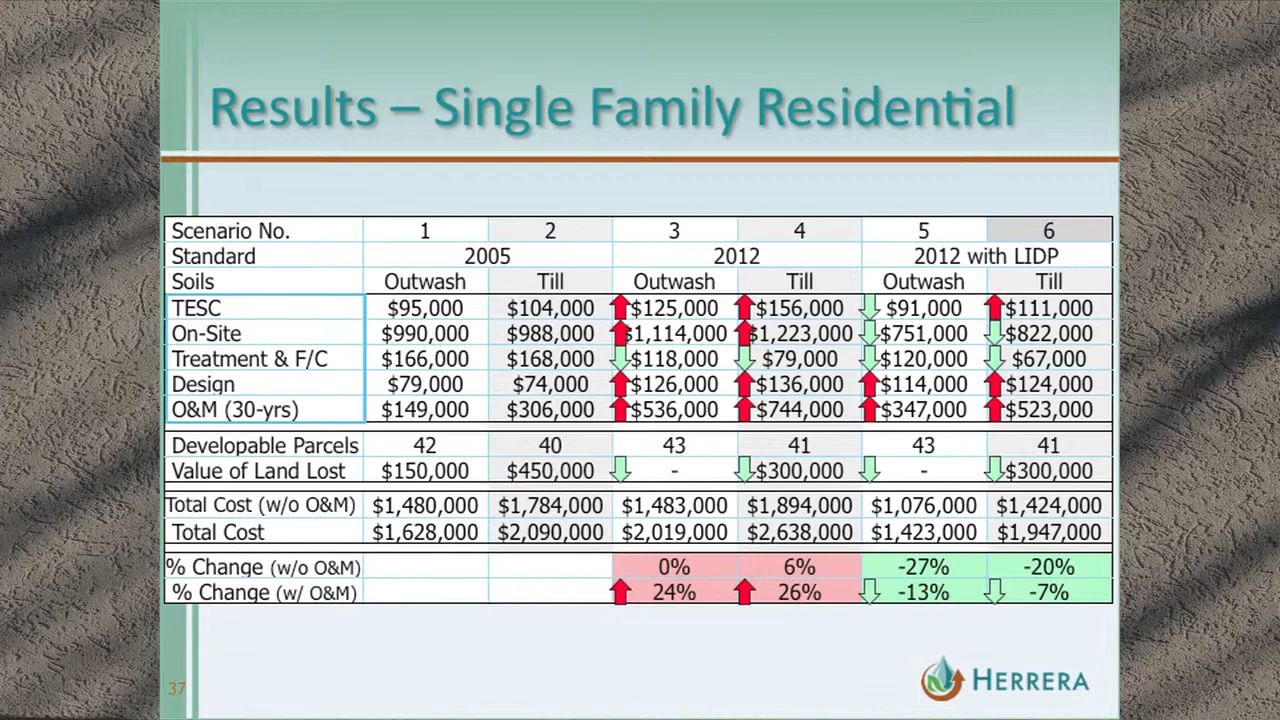 Results – Single Family Residential
Scenario No. 1 2 3 4 5 6
Standard 2005 2012 2012 with LIDP
Soils Outwash Till Outwash Till Outwash Till
TESC $95,000 $104,000 $125,000 $156,000 $91,000 $111,000
On-Site $990,000 $988,000 $1,114,000 $1,223,000 $751,000 $822,000
Treatment & F/C $166,000 $168,000 $118,000 $79,000 $120,000 $67,000
Design $79,000 $74,000 $126,000 $136,000 $114,000 $124,000
O&M (30-yrs) $149,000 $306,000 $536,000 $744,000 $347,000 $523,000
Developable Parcels 42 40 43 41 43 41
Value of Land Lost $150,000 $450,000 - $300,000 - $300,000
Total Cost (w/o O&M) $1,480,000 $1,784,000 $1,483,000 $1,894,000 $1,076,000 $1,424,000
Total Cost $1,628,000 $2,090,000 $2,019,000 $2,638,000 $1,423,000 $1,947,000
% Change (w/o O&M) 0% 6% -27% -20%
% Change (w/ O&M) 24% 26% -13% -7%
37
HERRERA